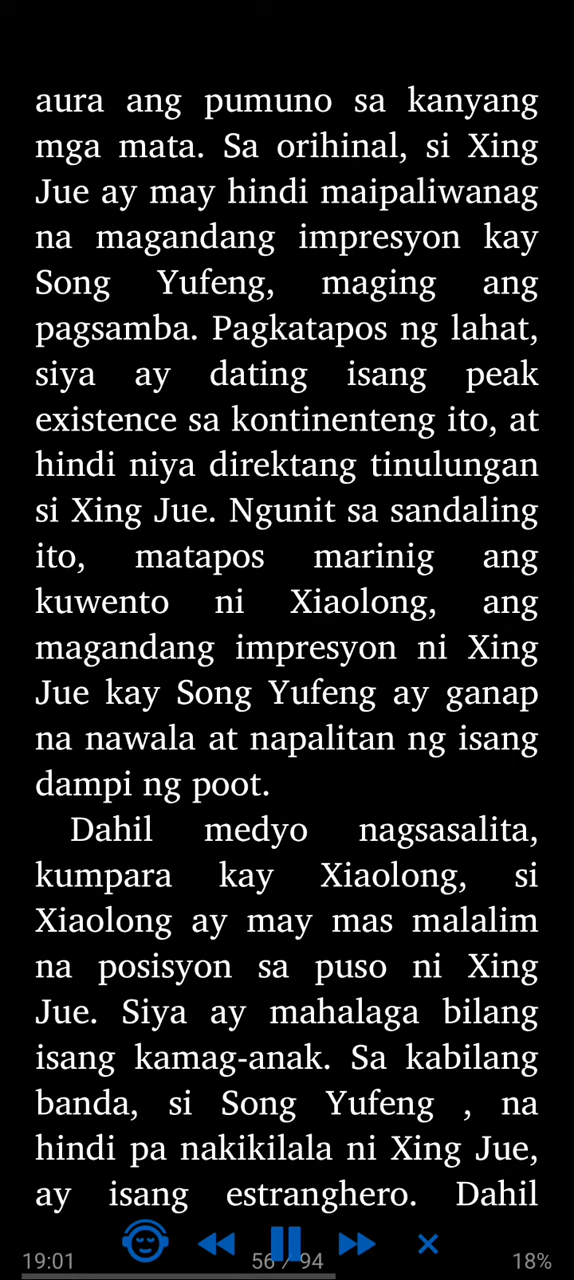 aura ang pumuno sa kanyang
mga mata. Sa orihinal, si Xing
Jue ay may hindi maipaliwanag
na magandang impresyon kay
Song Yufeng, maging ang
pagsamba. Pagkatapos ng lahat,
siya ay dating isang peak
existence sa kontinenteng ito, at
hindi niya direktang tinulungan
si Xing Jue. Ngunit sa sandaling
ito, matapos marinig ang
kuwento ni Xiaolong, ang
magandang impresyon ni Xing
Jue kay Song Yufeng ay ganap
na nawala at napalitan ng isang
dampi ng poot.
Dahil medyo nagsasalita,
kumpara kay Xiaolong, si
Xiaolong ay may mas malalim
na posisyon sa puso ni Xing
Jue. Siya ay mahalaga bilang
isang kamag-anak. Sa kabilang
banda, si Song Yufeng , na
hindi pa nakikilala ni Xing Jue,
ay isang estranghero. Dahil
19:01 56 / 94 18%